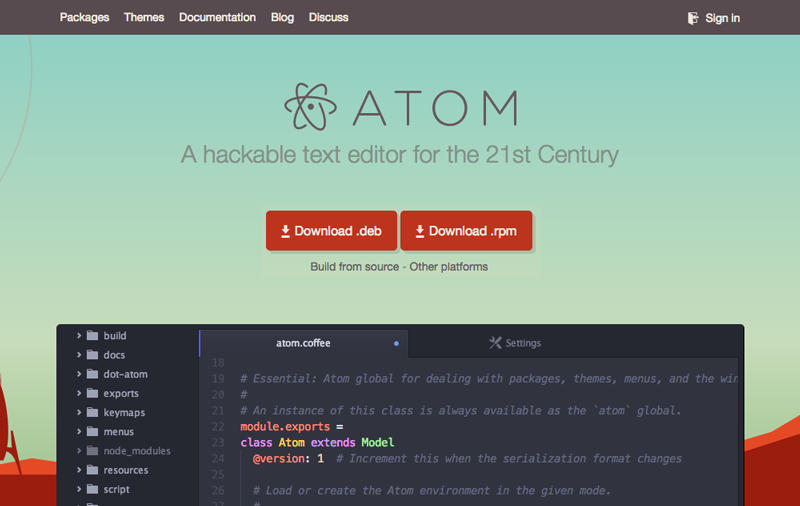 Packages Themes Documentation Blog Discuss Sign in
ATOM
A hackable text editor for the 21st Century
Download .deb Download .rpm
Build from source - Other platforms
build
docs
dot-atom
exports
keymaps
menus
node_modules
resources
script
atom.coffee Settings
18
19 # Essential: Atom global for dealing with packages, themes, menus, and the win
20 #
21 # An instance of this class is always available as the `atom` global.
22 module.exports =
23 class Atom extends Model
24 @version: 1 # Increment this when the serialization format changes
25
26 # Load or create the Atom environment in the given mode.
27 #